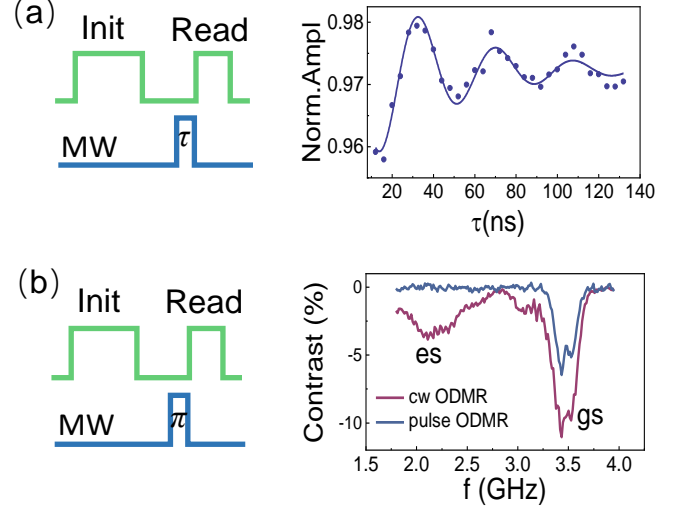 (a)
Init Read
MW τ
Norm.Ampl
0.98
0.97
0.96
20 40 60 80 100 120 140
τ(ns)
(b)
Init Read
MW π
Contrast (%)
0
-5
-10
es
gs
cw ODMR
pulse ODMR
1.5 2.0 2.5 3.0 3.5 4.0
f (GHz)